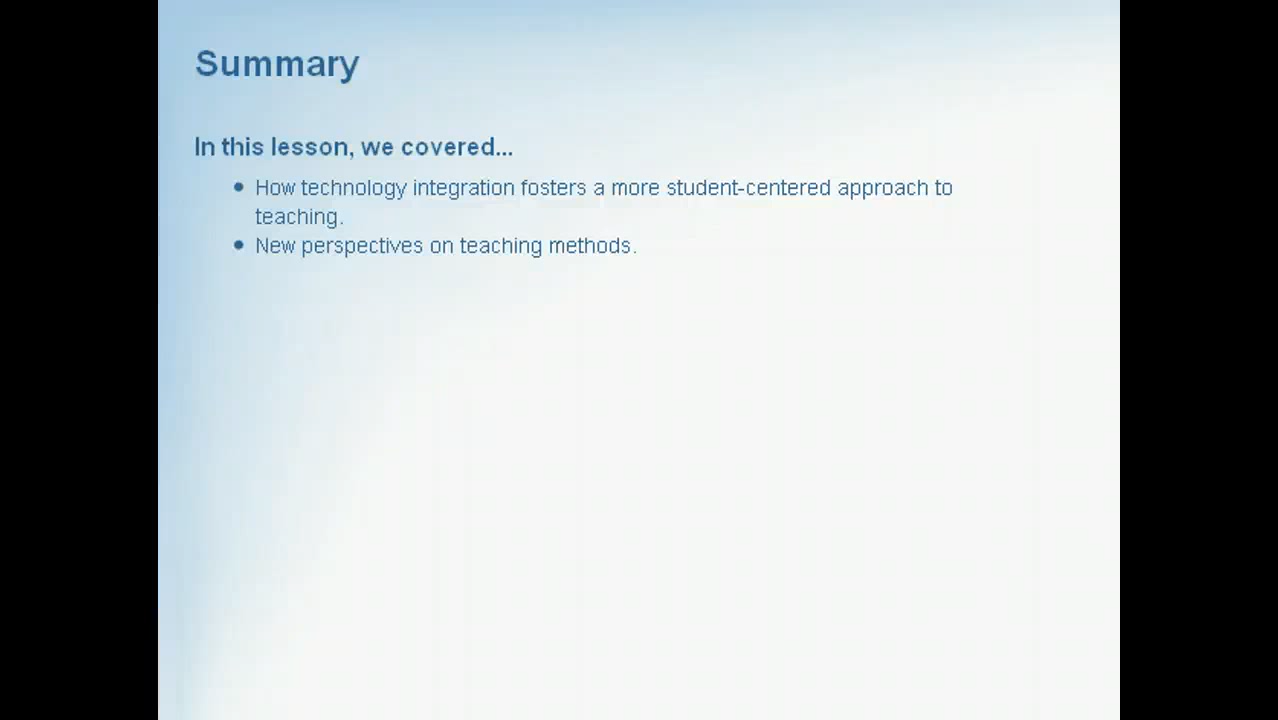 Summary
In this lesson, we covered...
• How technology integration fosters a more student-centered approach to
teaching.
• New perspectives on teaching methods.